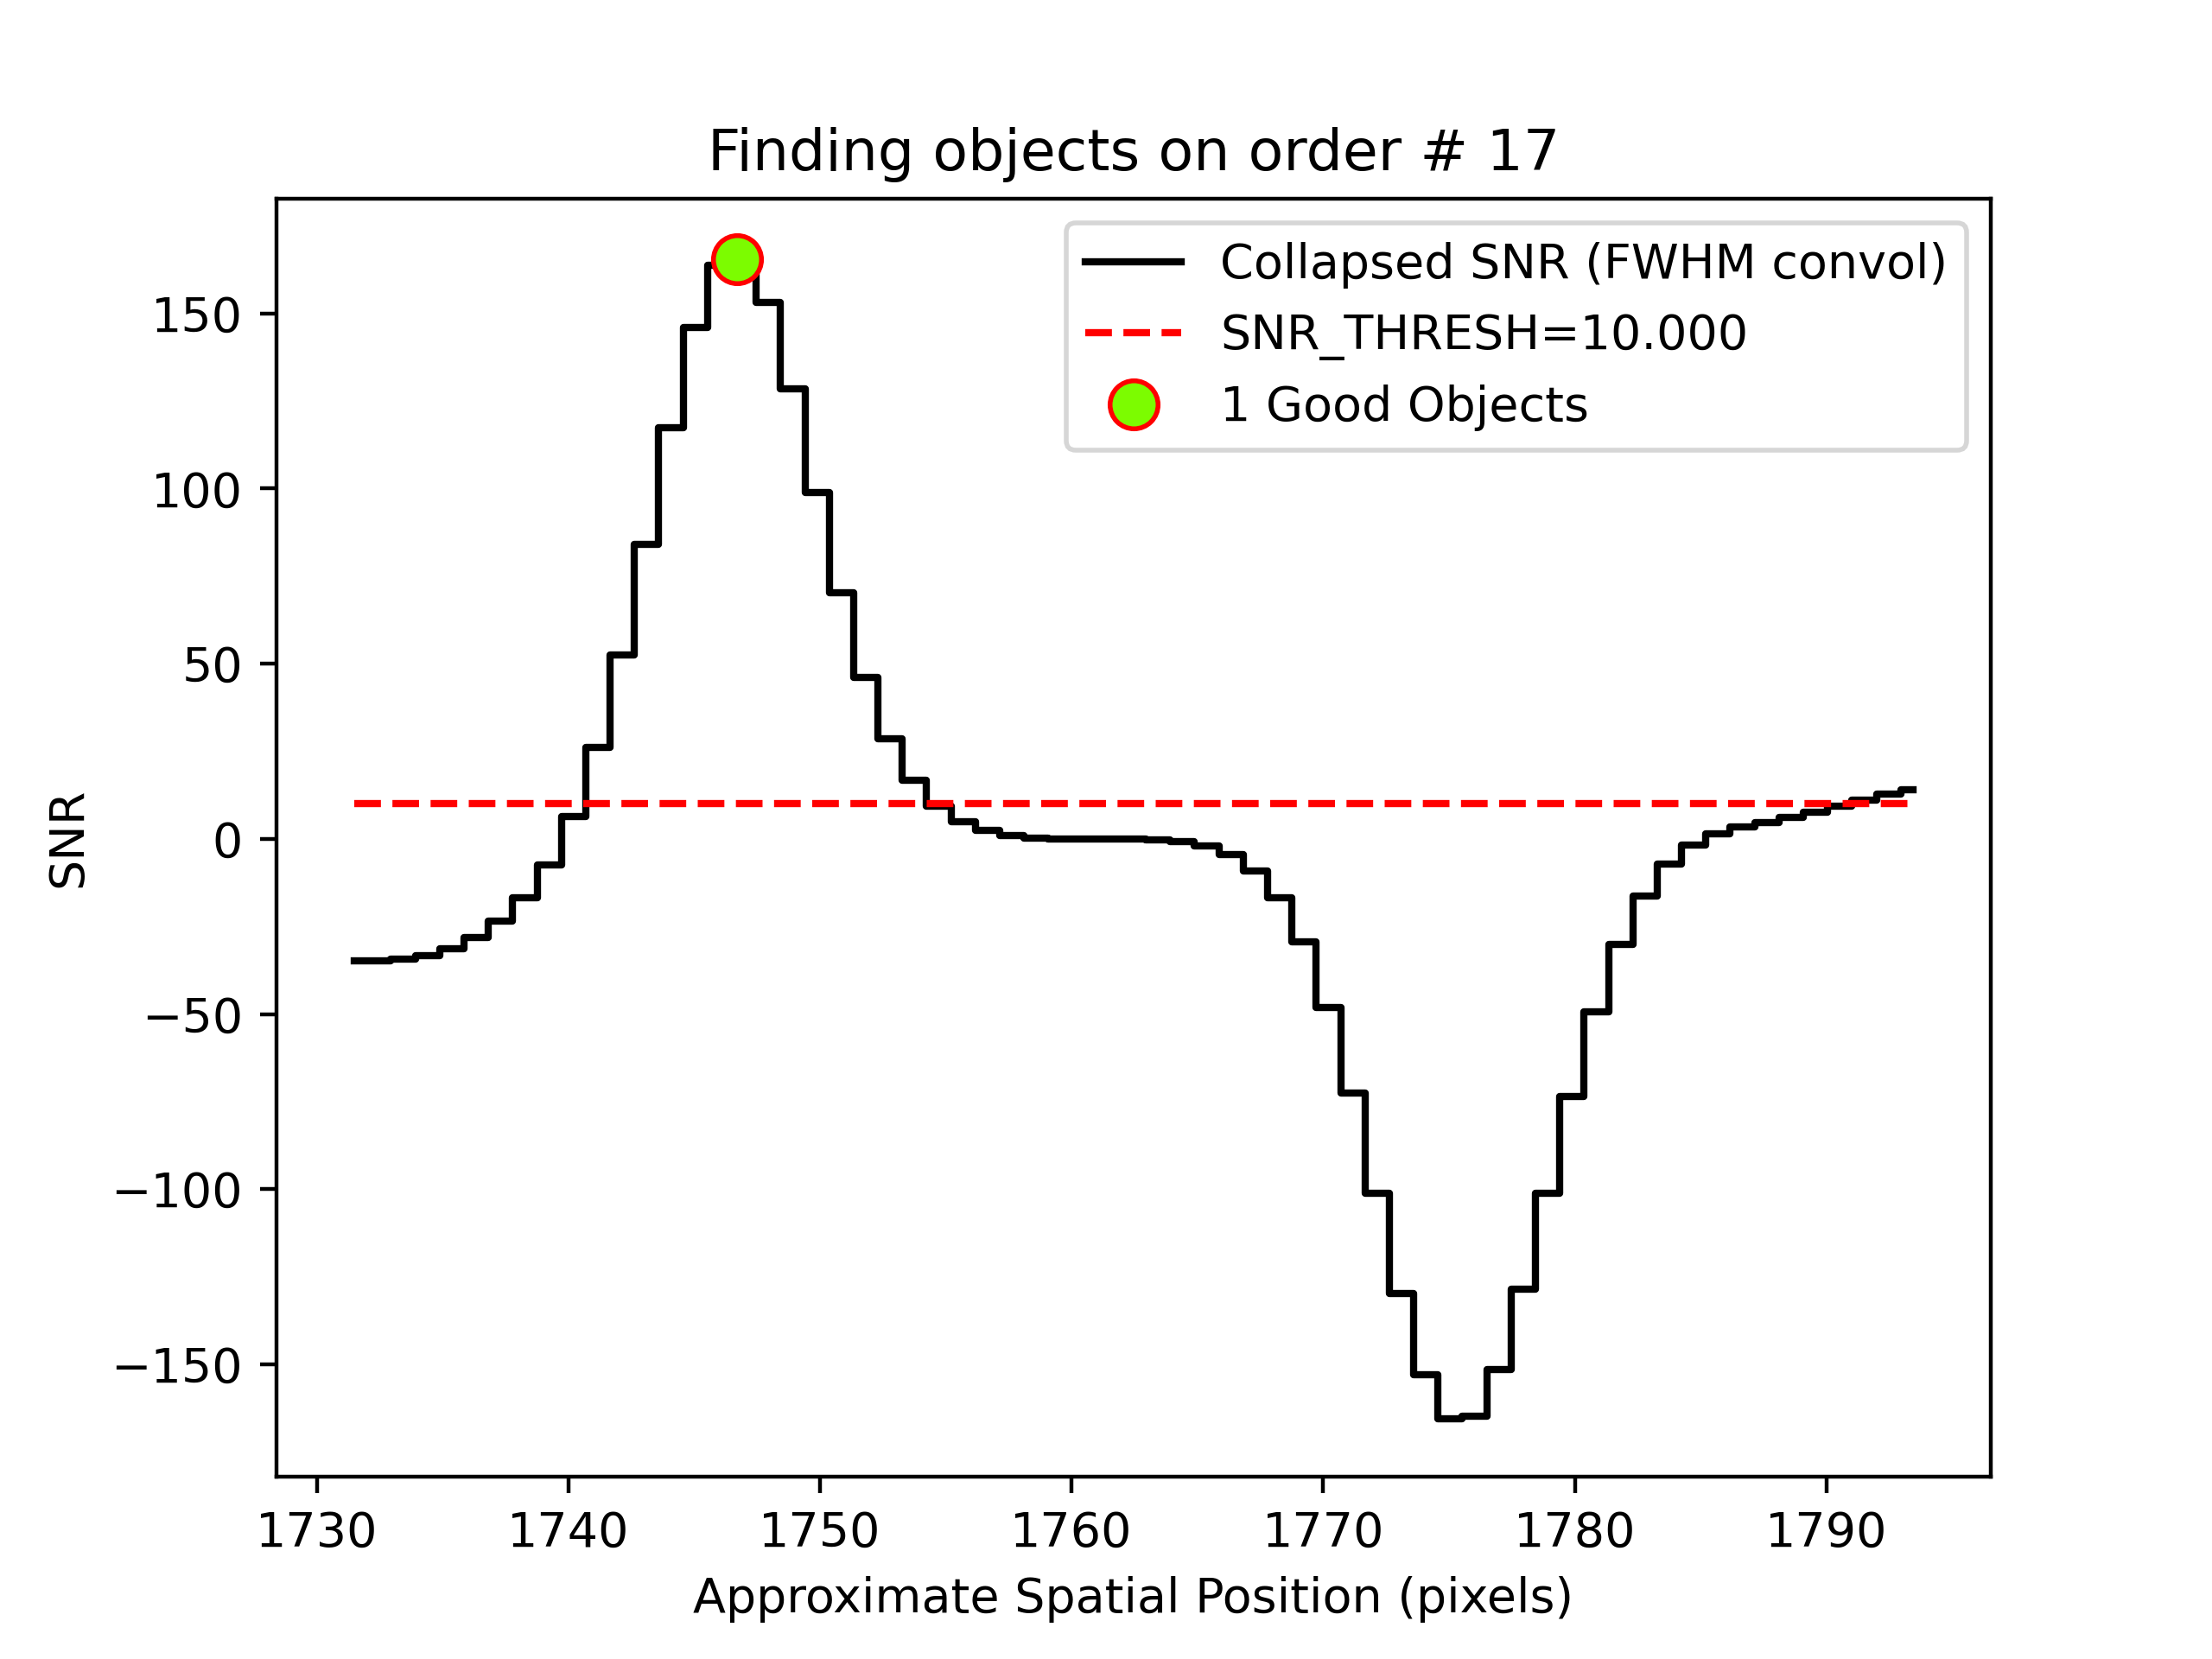 Finding objects on order # 17
Collapsed SNR (FWHM convol)
SNR_THRESH=10.000
1 Good Objects
150
100
50
0
−50
−100
−150
SNR
1730 1740 1750 1760 1770 1780 1790
Approximate Spatial Position (pixels)